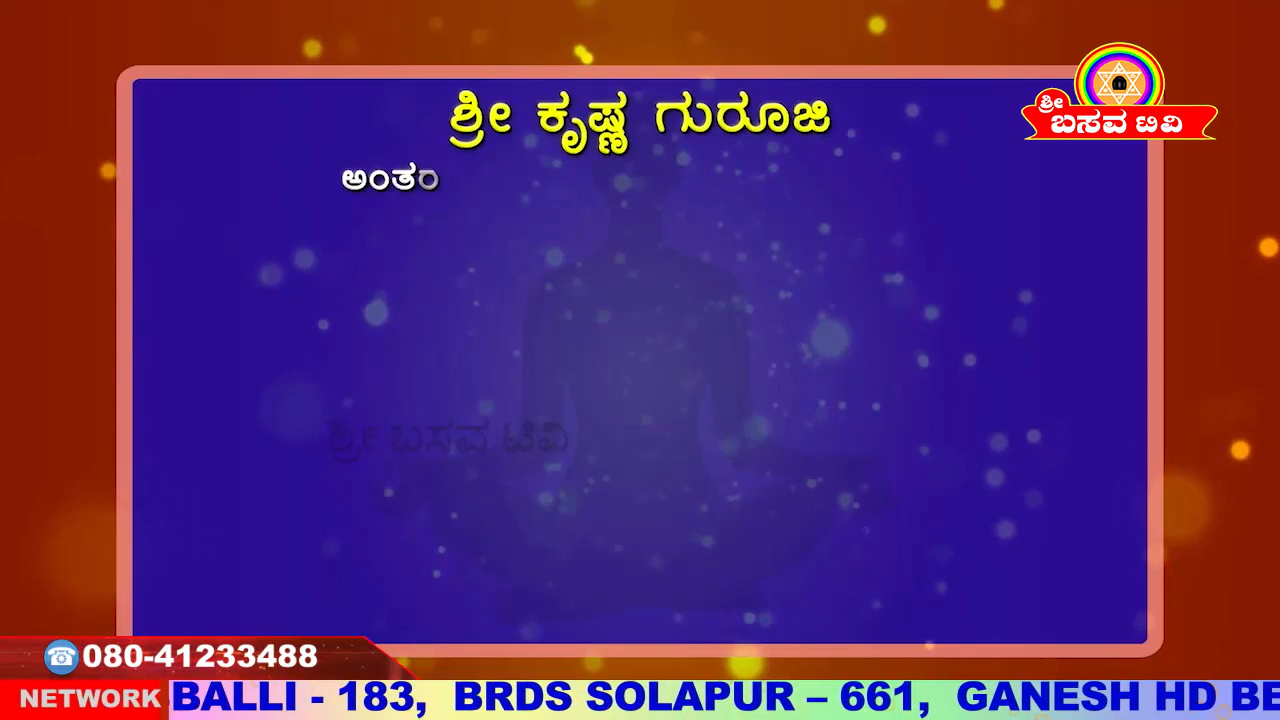 ಶ್ರೀ ಕೃಷ್ಣ ಗುರೂಜಿ
ಶ್ರೀ
ಬಸವ ಟಿವಿ
ಅಂತರ
ಶ್ರೀ ಬಸವ ಟಿವಿ
080-41233488
NETWORK BALLI - 183, BRDS SOLAPUR – 661, GANESH HD BE